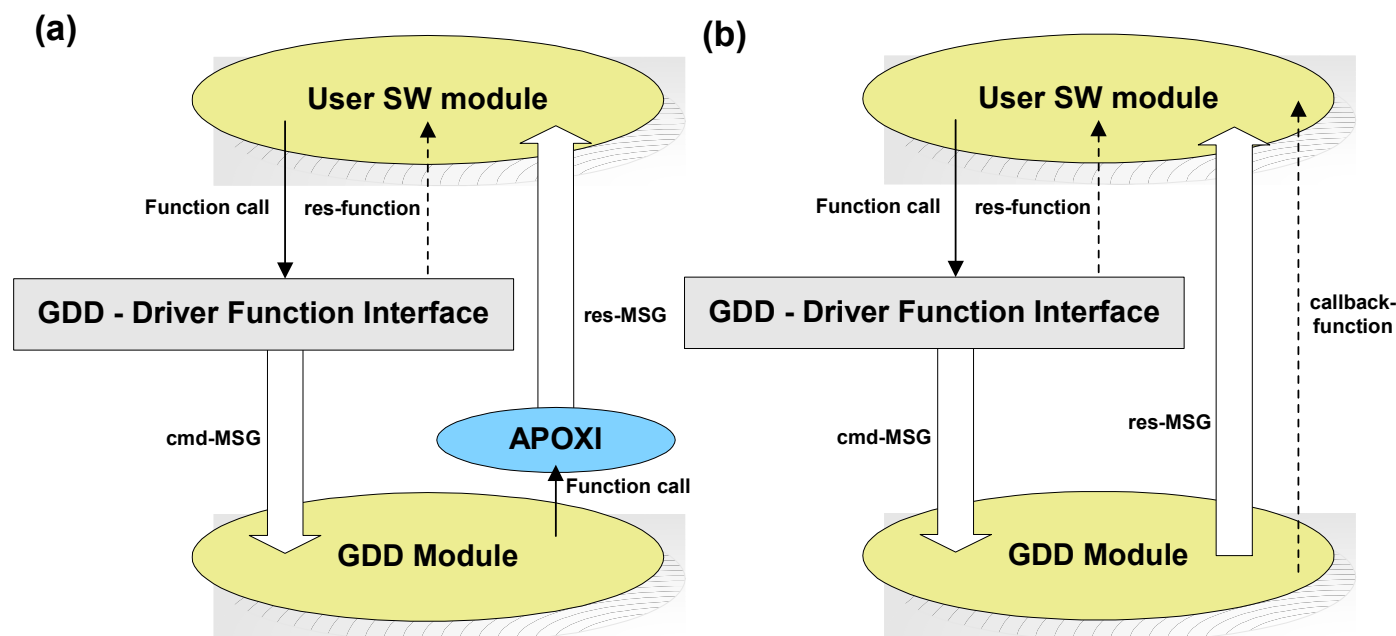 (a)
User SW module
Function call
res-function
GDD - Driver Function Interface
res-MSG
cmd-MSG
APOXI
Function call
GDD Module
(b)
User SW module
Function call
res-function
GDD - Driver Function Interface
callback-
function
cmd-MSG
res-MSG
GDD Module